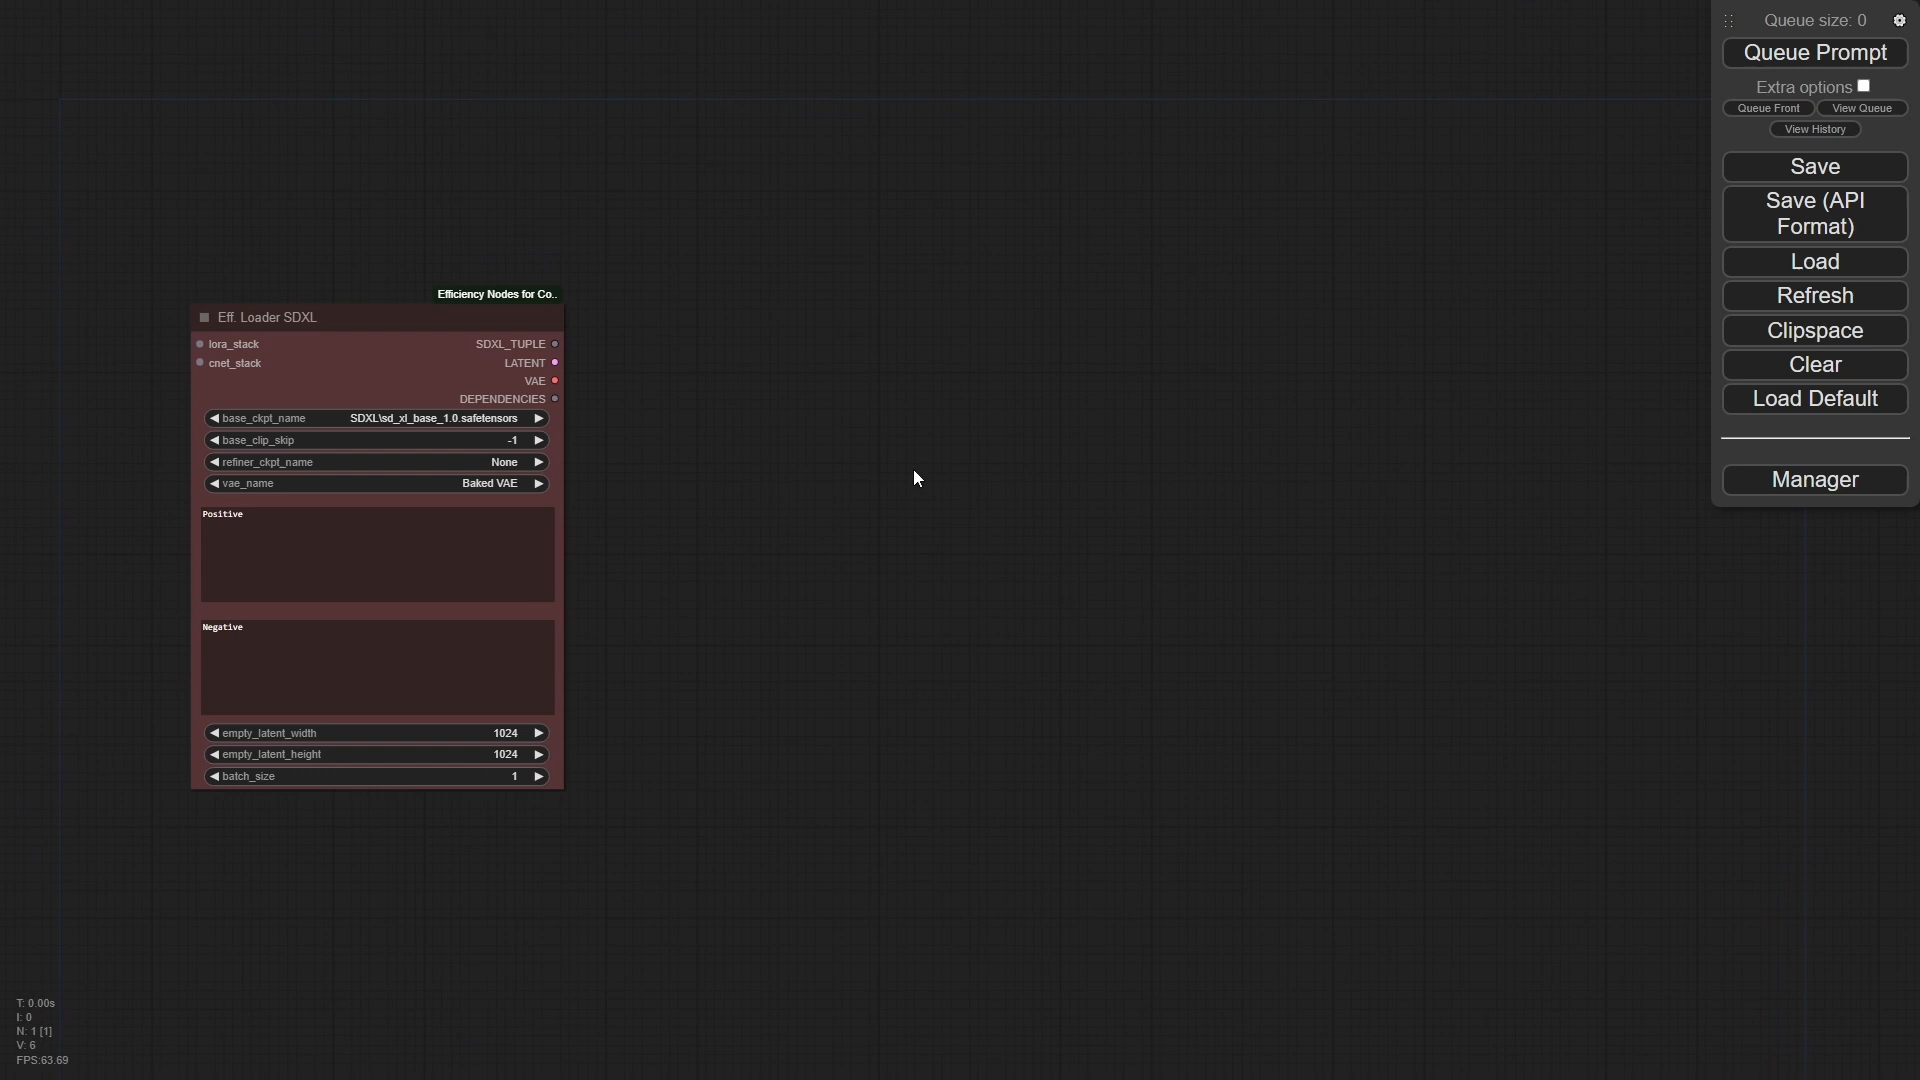 Queue size: 0
Queue Prompt
Extra options
Queue Front View Queue
View History
Save
Save (API
Format)
Load
Refresh
Clipspace
Clear
Load Default
Manager
Efficiency Nodes for Co..
Eff. Loader SDXL
lora_stack SDXL_TUPLE
cnet_stack LATENT
VAE
DEPENDENCIES
base_ckpt_name SDXL\sd_xl_base_1.0.safetensors
base_clip_skip -1
refiner_ckpt_name None
vae_name Baked VAE
Positive
Negative
empty_latent_width 1024
empty_latent_height 1024
batch_size 1
T: 0.00s
I: 0
N: 1 [1]
V: 6
FPS:63.69